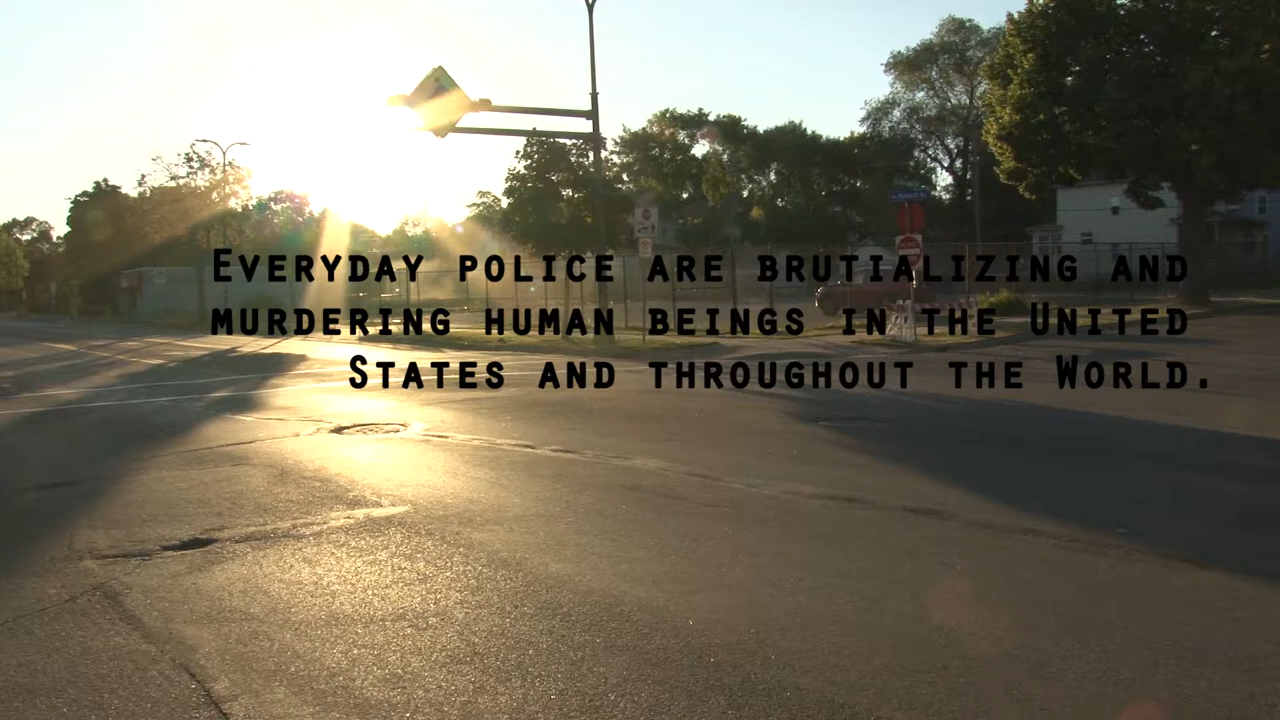 Everyday police are brutializing and
murdering human beings in the United
States and throughout the World.